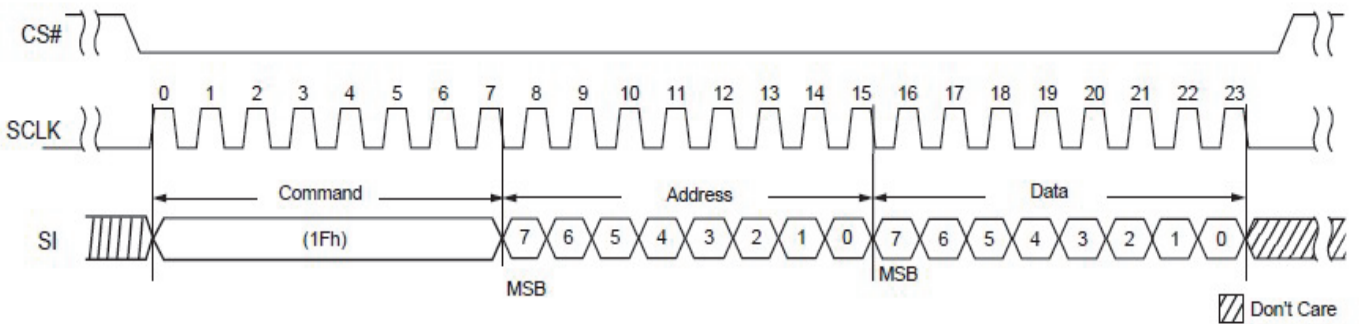 CS#
0 1 2 3 4 5 6 7 8 9 10 11 12 13 14 15 16 17 18 19 20 21 22 23
SCLK
Command Address Data
SI (1Fh) 7 6 5 4 3 2 1 0 7 6 5 4 3 2 1 0
MSB MSB
Don't Care